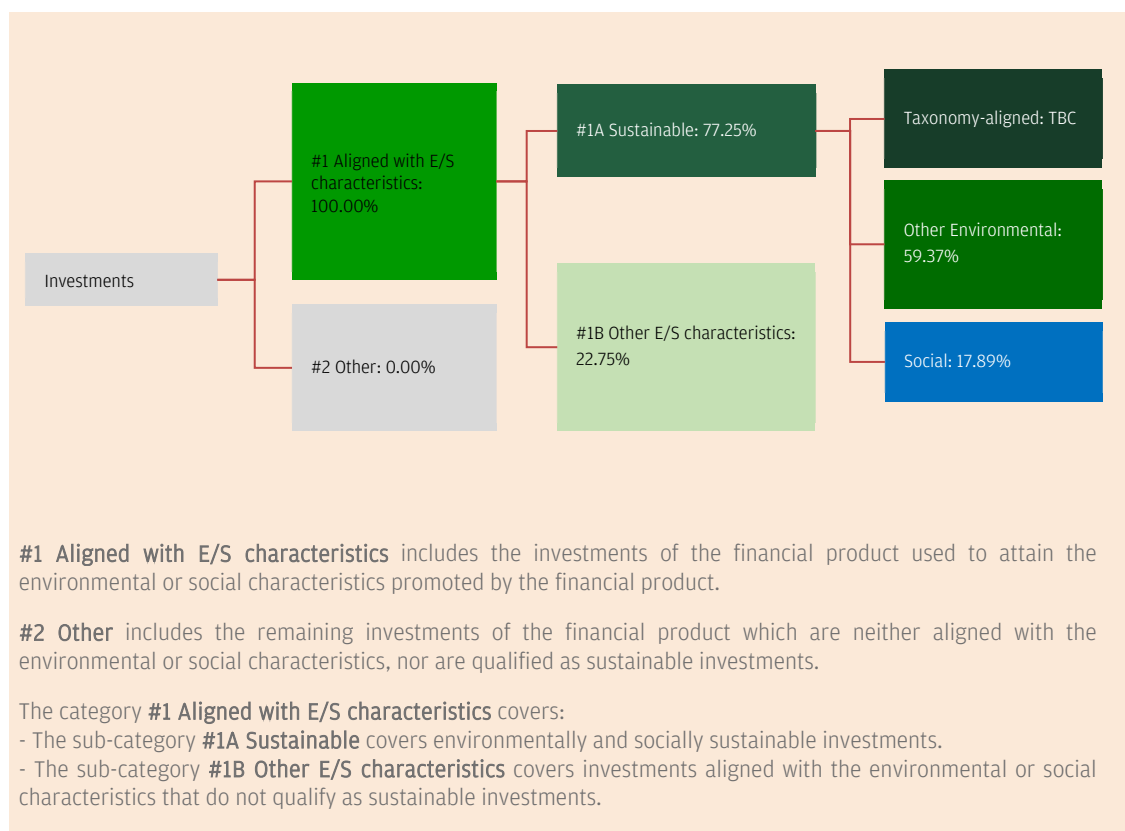 Investments
#1 Aligned with E/S
characteristics:
100.00%
#2 Other: 0.00%
#1A Sustainable: 77.25%
#1B Other E/S characteristics:
22.75%
Taxonomy-aligned: TBC
Other Environmental:
59.37%
Social: 17.89%
#1 Aligned with E/S characteristics includes the investments of the financial product used to attain the
environmental or social characteristics promoted by the financial product.
#2 Other includes the remaining investments of the financial product which are neither aligned with the
environmental or social characteristics, nor are qualified as sustainable investments.
The category #1 Aligned with E/S characteristics covers:
- The sub-category #1A Sustainable covers environmentally and socially sustainable investments.
- The sub-category #1B Other E/S characteristics covers investments aligned with the environmental or social
characteristics that do not qualify as sustainable investments.